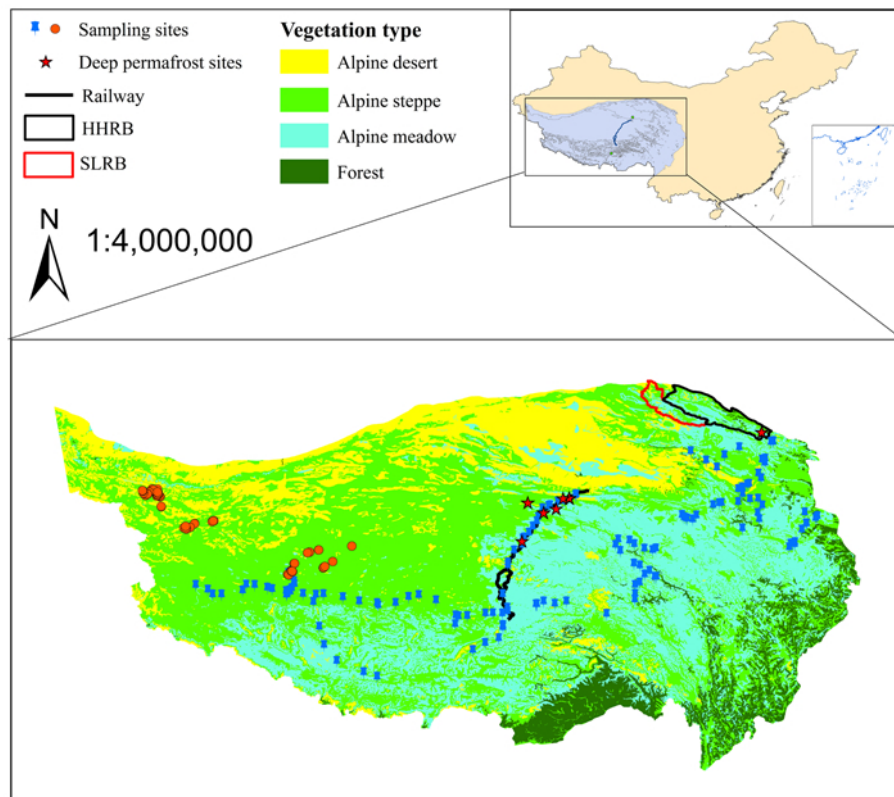 Sampling sites
Deep permafrost sites
Railway
HHRB
SLRB
N
1:4,000,000
Vegetation type
Alpine desert
Alpine steppe
Alpine meadow
Forest